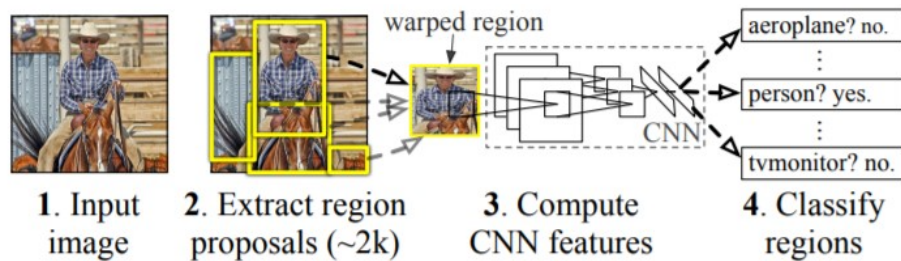 warped region
aeroplane? no.
person? yes.
CNN
tvmonitor? no.
1. Input
image
2. Extract region
proposals (~2k)
3. Compute
CNN features
4. Classify
regions